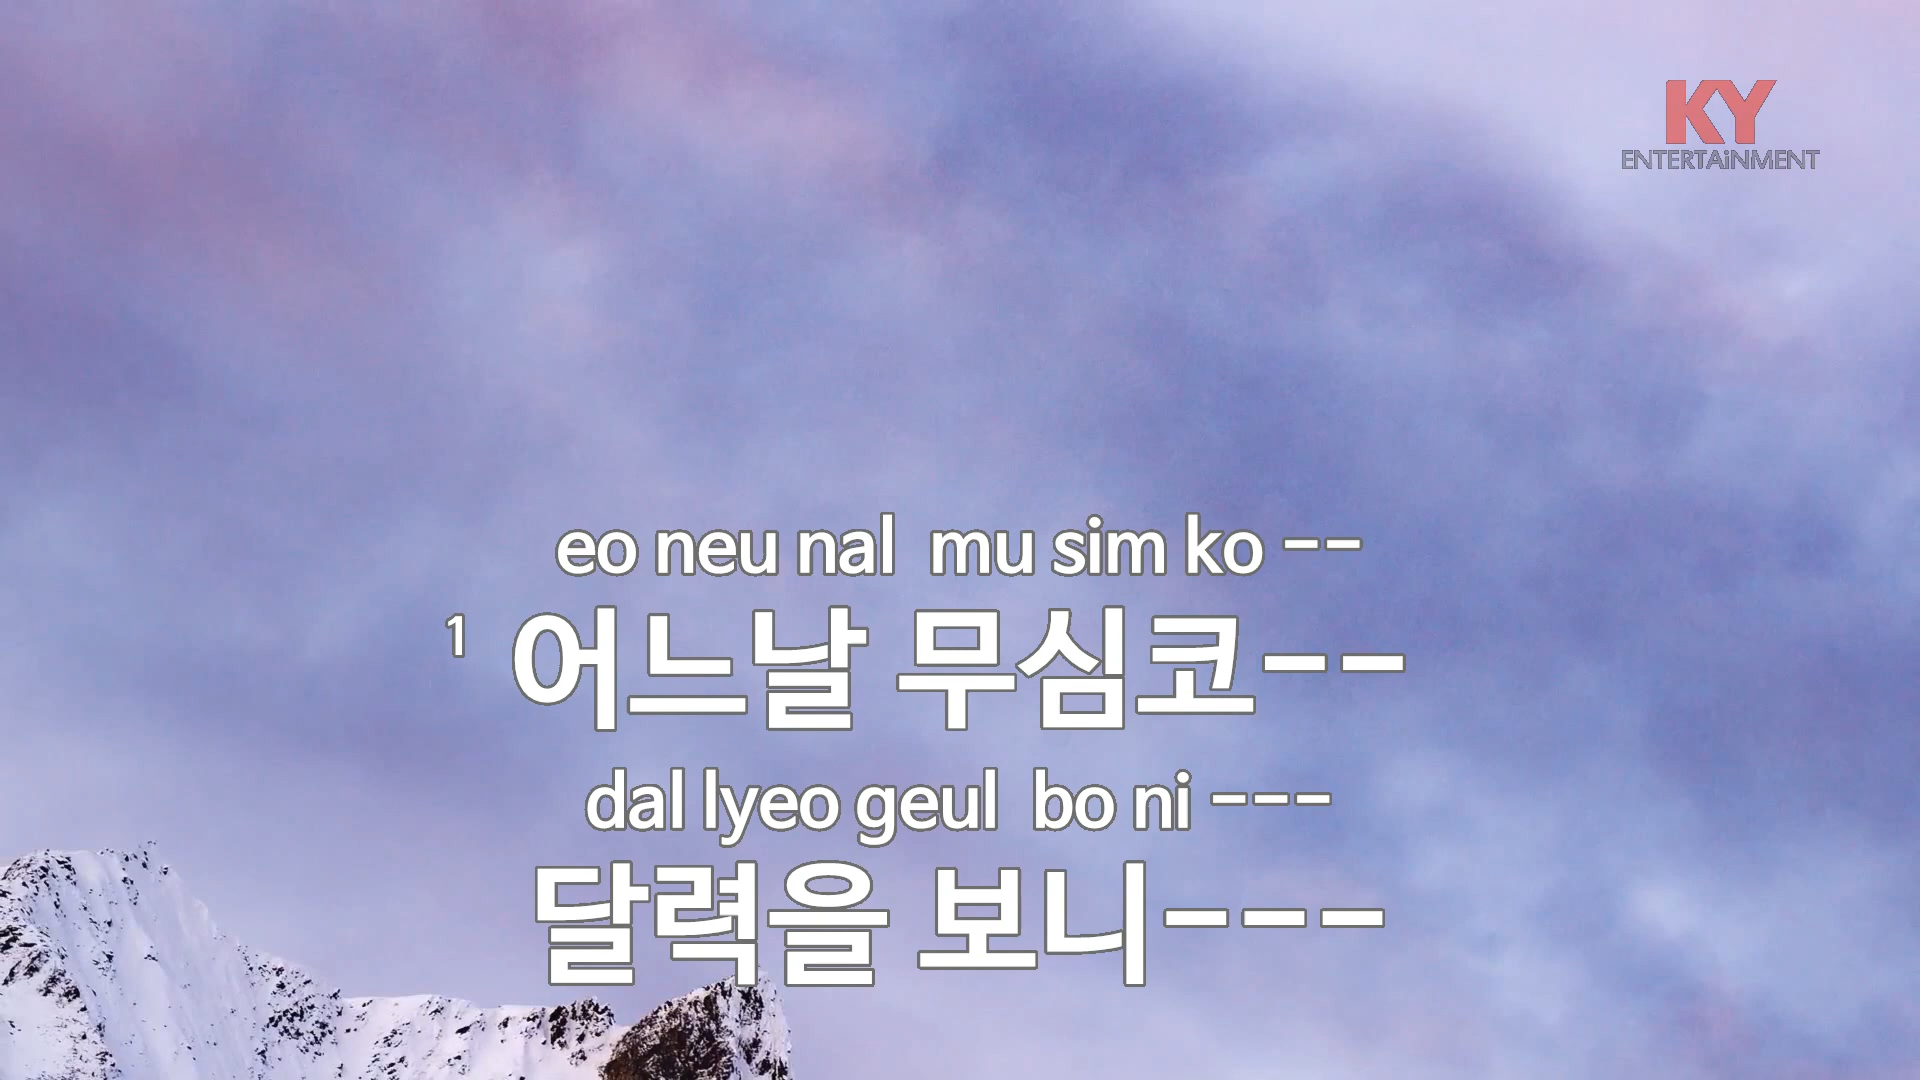 KY
ENTERTAiNMENT
eo neu nal mu sim ko --
1 어느날 무심코--
dal lyeo geul bo ni ---
달력을 보니---